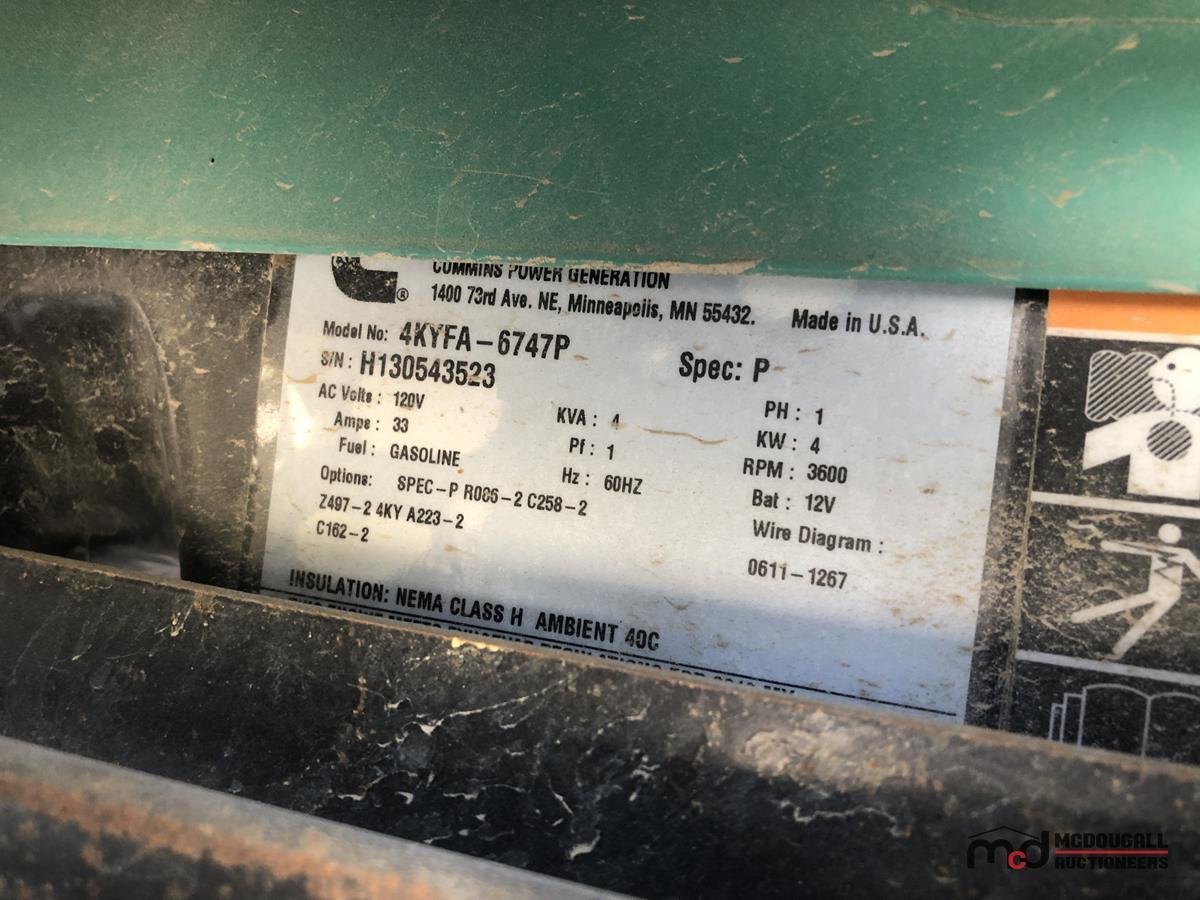 CUMMINS POWER GENERATION
1400 73rd Ave. NE, Minneapolis, MN 55432. Made in U.S.A.
Model No: 4KYFA-6747P Spec: P
S/N: H130543523
AC Volts: 120V KVA: 4 PH: 1
Amps: 33 Pf: 1 KW: 4
Fuel: GASOLINE Hz: 60HZ RPM: 3600
Options: SPEC-P R006-2 C258-2 Bat: 12V
Z497-2 4KY A223-2 Wire Diagram:
C162-2 0611-1267
INSULATION: NEMA CLASS H AMBIENT 40C
mcd MCDOUGALL
AUCTIONEERS